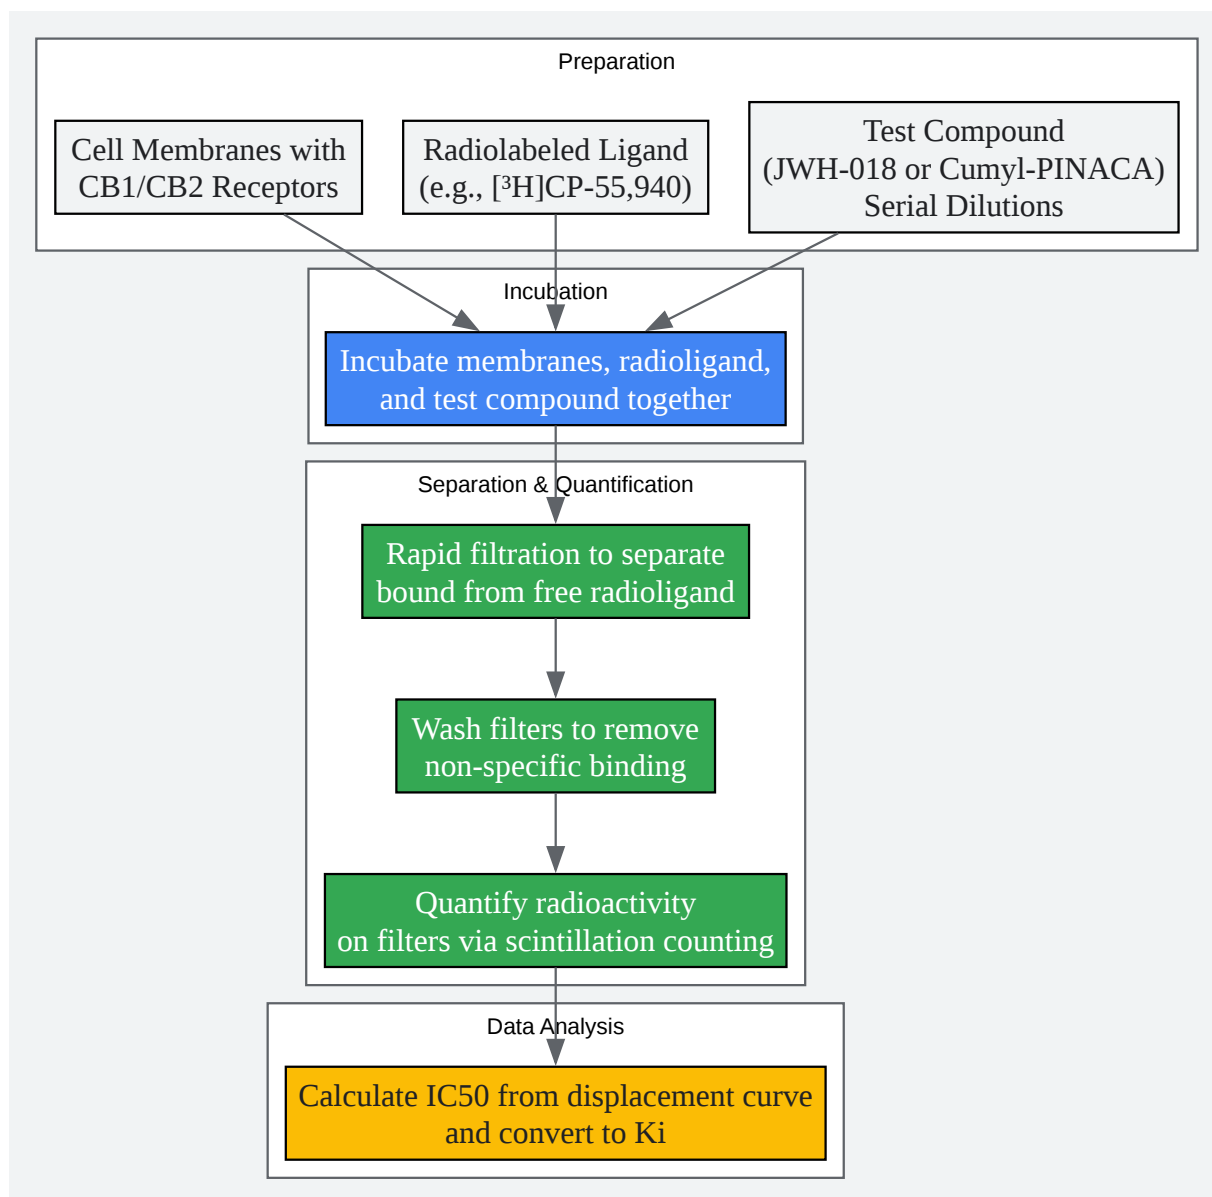 Preparation
Cell Membranes with
CB1/CB2 Receptors
Radiolabeled Ligand
(e.g., [³H]CP-55,940)
Test Compound
(JWH-018 or Cumyl-PINACA)
Serial Dilutions
Incubation
Incubate membranes, radioligand,
and test compound together
Separation & Quantification
Rapid filtration to separate
bound from free radioligand
Wash filters to remove
non-specific binding
Quantify radioactivity
on filters via scintillation counting
Data Analysis
Calculate IC50 from displacement curve
and convert to Ki